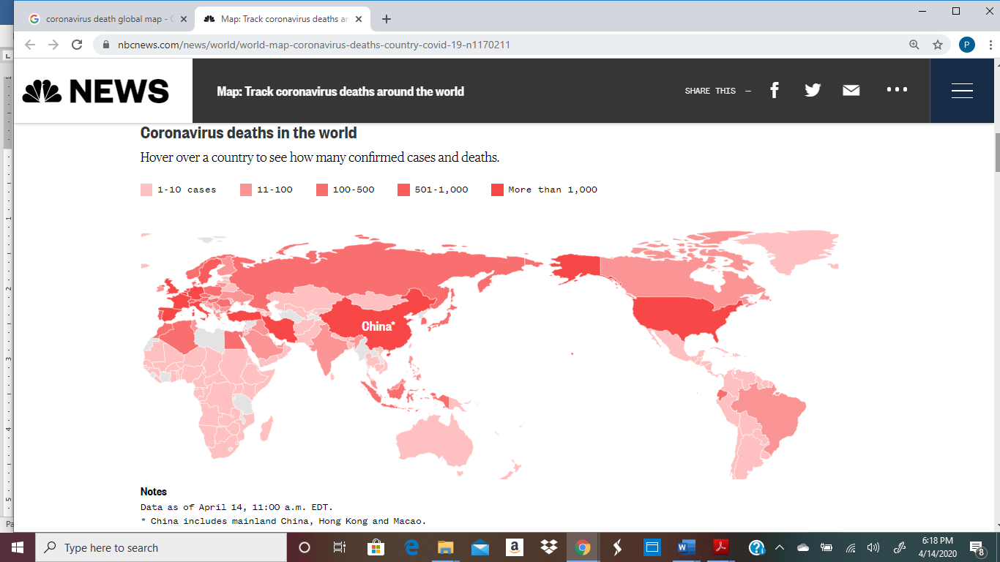 coronavirus death global map - G
Map: Track coronavirus deaths ar
nbcnews.com/news/world/world-map-coronavirus-deaths-country-covid-19-n1170211
P
NEWS
Map: Track coronavirus deaths around the world
SHARE THIS —
Coronavirus deaths in the world
Hover over a country to see how many confirmed cases and deaths.
1-10 cases 11-100 100-500 501-1,000 More than 1,000
China*
Notes
Data as of April 14, 11:00 a.m. EDT.
* China includes mainland China, Hong Kong and Macao.
Pa
Type here to search
6:18 PM
4/14/2020
8